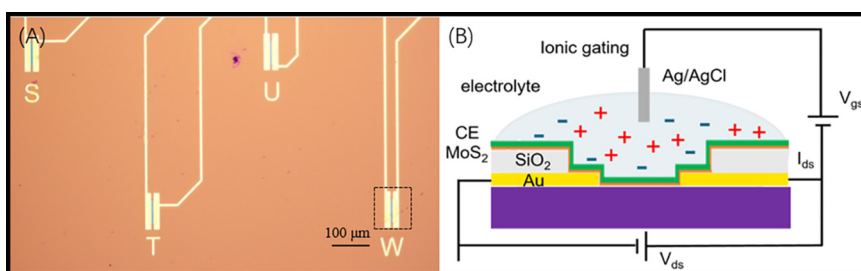 (A)
S
U
T
100 μm
W
(B)
Ionic gating
Ag/AgCl
electrolyte
Vgs
CE
MoS2
SiO2
Ids
Au
Vds